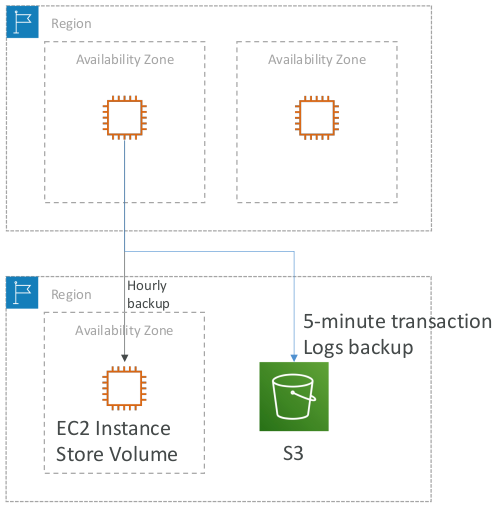 Region
Availability Zone
Availability Zone
Region
Hourly
backup
5-minute transaction
Logs backup
Availability Zone
EC2 Instance
Store Volume
S3